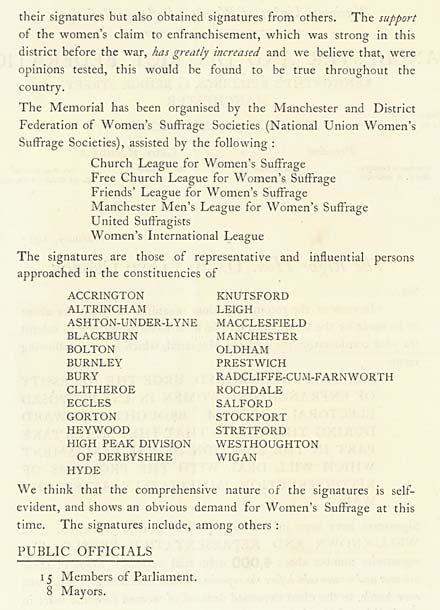 their signatures but also obtained signatures from others. The support
of the women's claim to enfranchisement, which was strong in this
district before the war, has greatly increased and we believe that, were
opinions tested, this would be found to be true throughout the
country.
The Memorial has been organised by the Manchester and District
Federation of Women's Suffrage Societies (National Union Women's
Suffrage Societies), assisted by the following :
Church League for Women's Suffrage
Free Church League for Women's Suffrage
Friends' League for Women's Suffrage
Manchester Men's League for Women's Suffrage
United Suffragists
Women's International League
The signatures are those of representative and influential persons
approached in the constituencies of
ACCRINGTON
ALTRINCHAM
ASHTON-UNDER-LYNE
BLACKBURN
BOLTON
BURNLEY
BURY
CLITHEROE
ECCLES
GORTON
HEYWOOD
HIGH PEAK DIVISION
OF DERBYSHIRE
HYDE
KNUTSFORD
LEIGH
MACCLESFIELD
MANCHESTER
OLDHAM
PRESTWICH
RADCLIFFE-CUM-FARNWORTH
ROCHDALE
SALFORD
STOCKPORT
STRETFORD
WESTHOUGHTON
WIGAN
We think that the comprehensive nature of the signatures is self-
evident, and shows an obvious demand for Women's Suffrage at this
time. The signatures include, among others :
PUBLIC OFFICIALS
15 Members of Parliament.
8 Mayors.